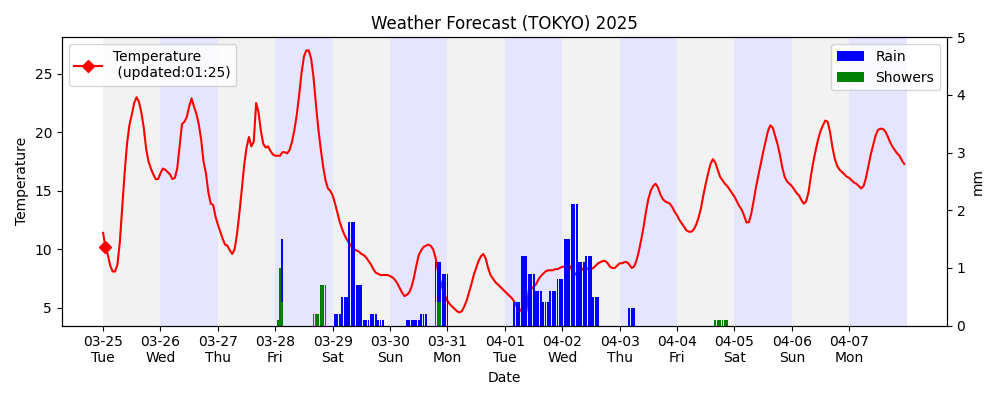 Weather Forecast (TOKYO) 2025
Temperature
(updated:01:25)
Rain
Showers
25
20
15
10
5
Temperature
5
4
3
2
1
0
mm
03-25 03-26 03-27 03-28 03-29 03-30 03-31 04-01 04-02 04-03 04-04 04-05 04-06 04-07
Tue Wed Thu Fri Sat Sun Mon Tue Wed Thu Fri Sat Sun Mon
Date